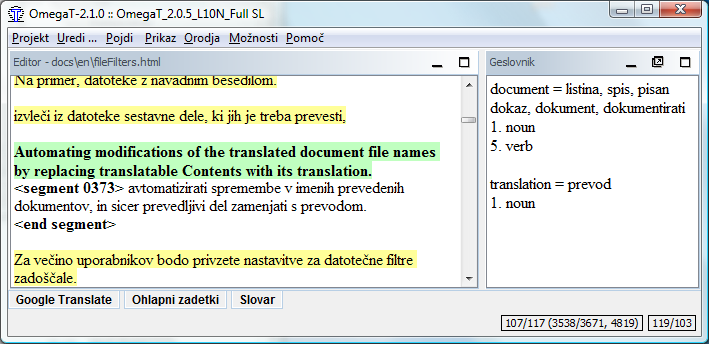 OmegaT-2.1.0 :: OmegaT_2.0.5_L10N_Full SL
Projekt Uredi ... Pojdi Prikaz Orodja Možnosti Pomoč
Editor - docs\en\fileFilters.html
Na primer, datoteke z navadnim besedilom.
izvleči iz datoteke sestavne dele, ki jih je treba prevesti,
Automating modifications of the translated document file names
by replacing translatable Contents with its translation.
<segment 0373> avtomatizirati spremembe v imenih prevedenih
dokumentov, in sicer prevedljivi del zamenjati s prevodom.
<end segment>
Za večino uporabnikov bodo privzete nastavitve za datotečne filtre
zadoščale.
Geslovnik
document = listina, spis, pisan
dokaz, dokument, dokumentirati
1. noun
5. verb
translation = prevod
1. noun
Google Translate Ohlapni zadetki Slovar
107/117 (3538/3671, 4819) 119/103